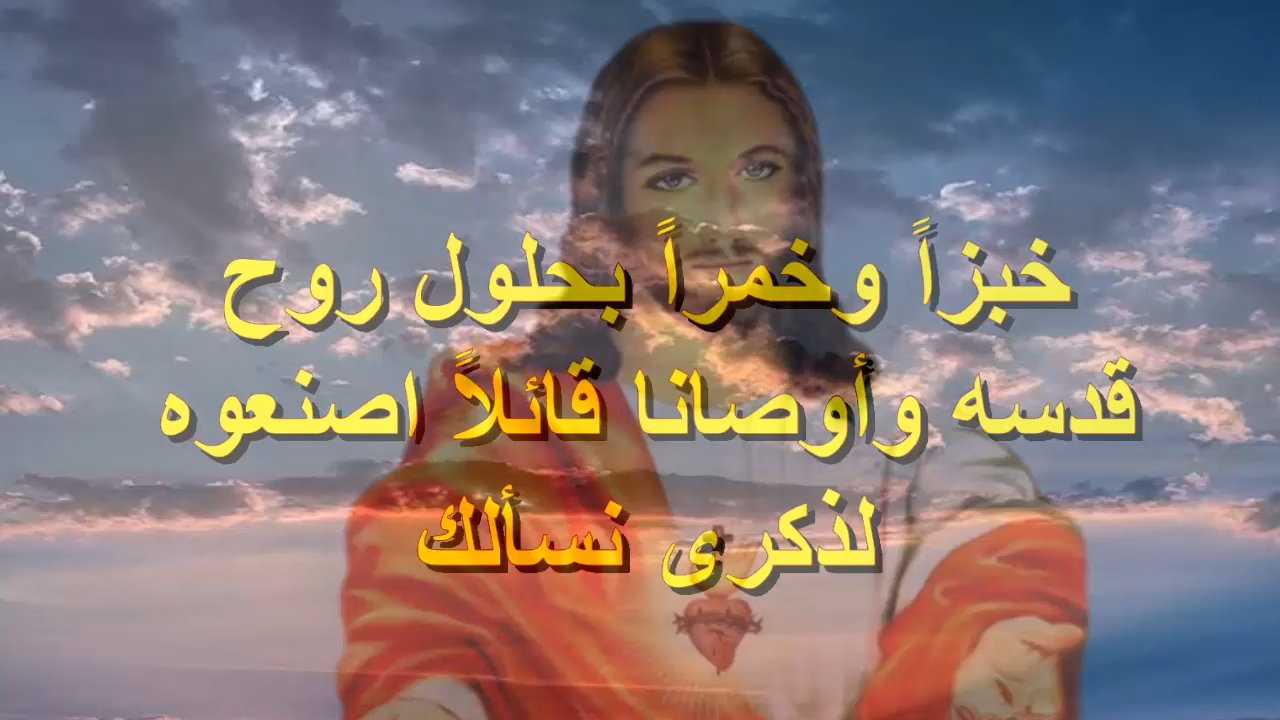 خبزاً وخمراً بحلول روح
قدسه وأوصانا قائلاً اصنعوه
لذكرى نسألك